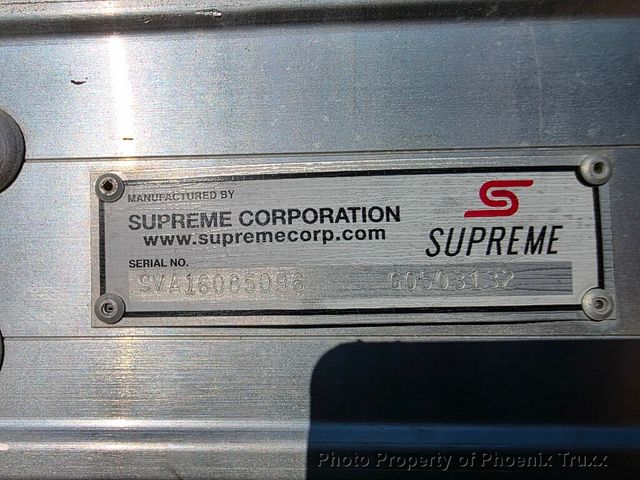 MANUFACTURED BY
SUPREME CORPORATION
www.supremecorp.com
SUPREME
SERIAL NO.
SVA16085096 G0503132
Photo Property of Phoenix Truxx